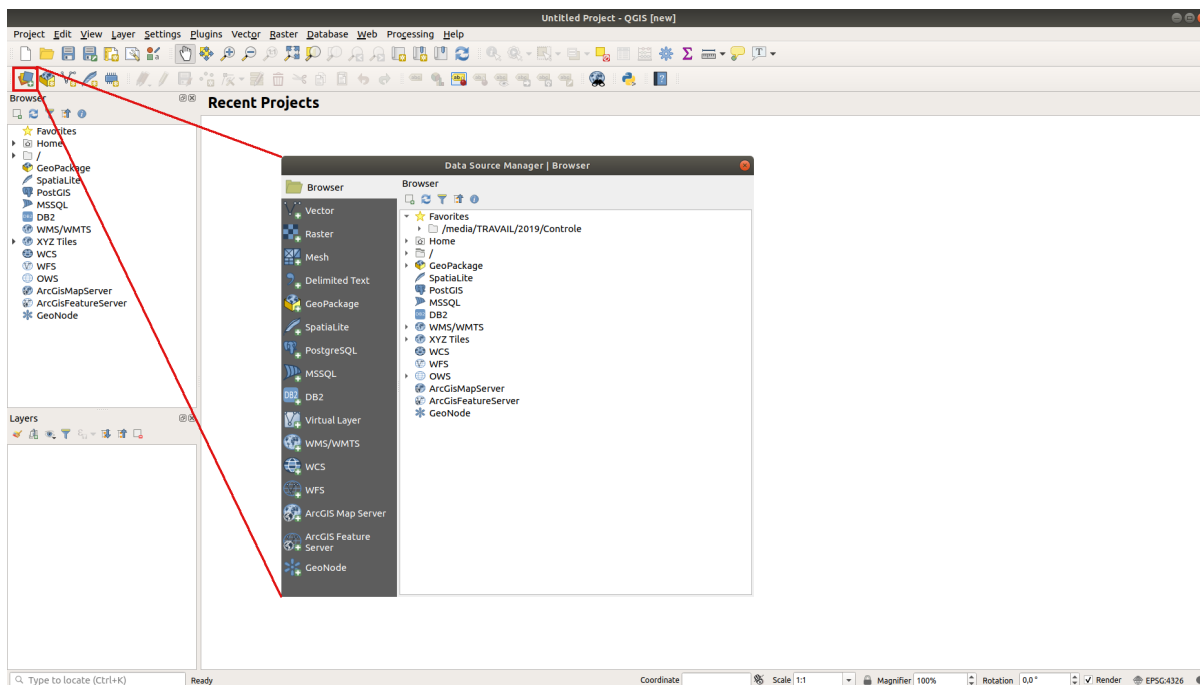 Untitled Project - QGIS [new]
Project Edit View Layer Settings Plugins Vector Raster Database Web Processing Help
Browser
Favorites
Home
/
GeoPackage
SpatiaLite
PostGIS
MSSQL
DB2
WMS/WMTS
XYZ Tiles
WCS
WFS
OWS
ArcGisMapServer
ArcGisFeatureServer
GeoNode
Layers
Recent Projects
Data Source Manager | Browser
Browser
Vector
Raster
Mesh
Delimited Text
GeoPackage
SpatiaLite
PostgreSQL
MSSQL
DB2
Virtual Layer
WMS/WMTS
WCS
WFS
ArcGIS Map Server
ArcGIS Feature
Server
GeoNode
Browser
Favorites
/media/TRAVAIL/2019/Controle
Home
/
GeoPackage
SpatiaLite
PostGIS
MSSQL
DB2
WMS/WMTS
XYZ Tiles
WCS
WFS
OWS
ArcGisMapServer
ArcGisFeatureServer
GeoNode
Type to locate (Ctrl+K) Ready Coordinate Scale 1:1 Magnifier 100% Rotation 0,0 ° Render EPSG:4326